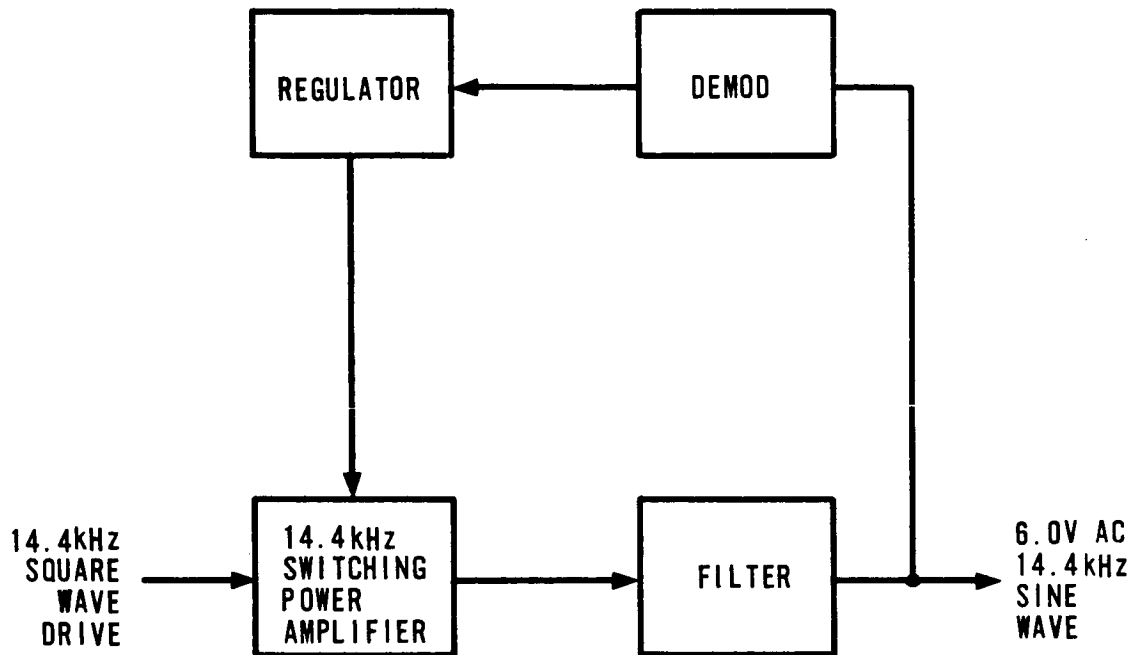 REGULATOR
DEMOD
14.4kHz
SQUARE
WAVE
DRIVE
14.4kHz
SWITCHING
POWER
AMPLIFIER
FILTER
6.0V AC
14.4kHz
SINE
WAVE